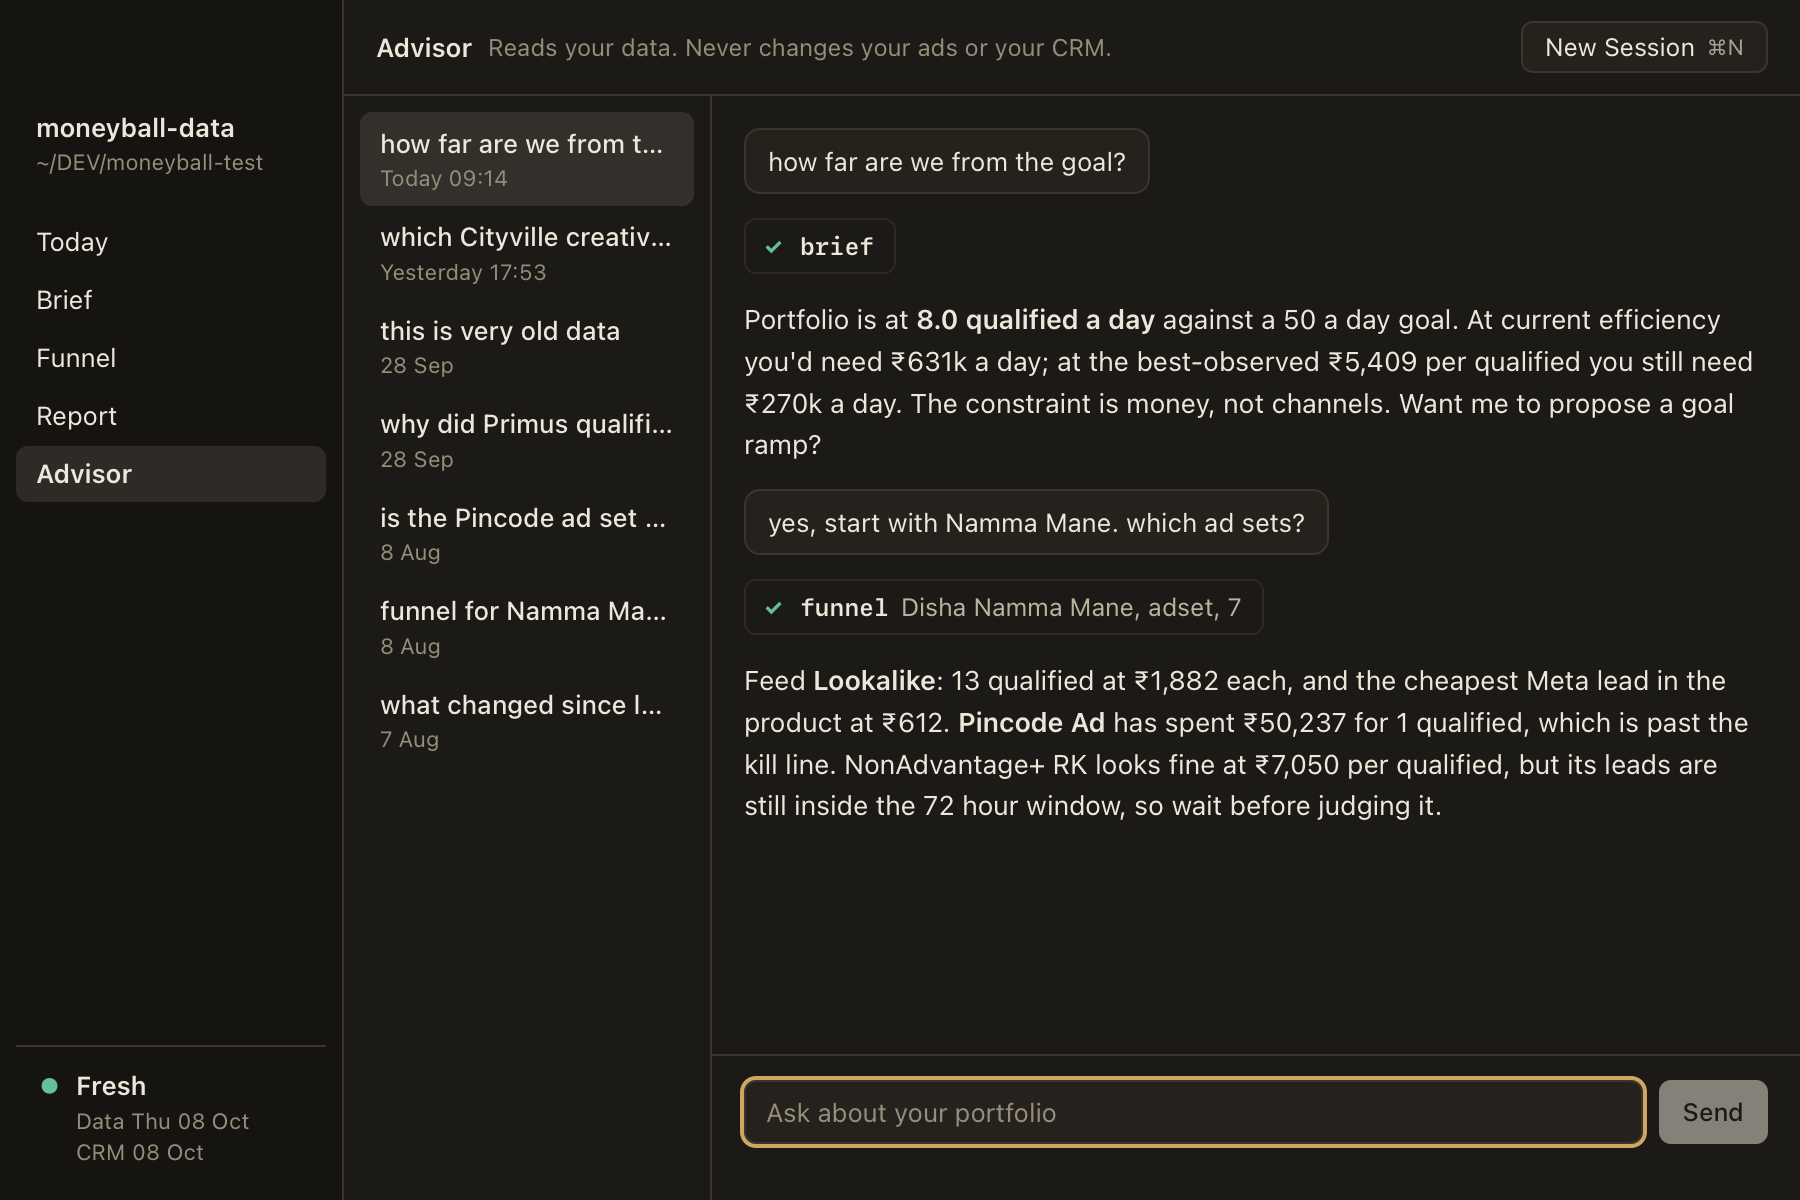 Advisor Reads your data. Never changes your ads or your CRM.
New Session ⌘N
moneyball-data
~/DEV/moneyball-test
Today
Brief
Funnel
Report
Advisor
Fresh
Data Thu 08 Oct
CRM 08 Oct
how far are we from t...
Today 09:14
which Cityville creativ...
Yesterday 17:53
this is very old data
28 Sep
why did Primus qualifi...
28 Sep
is the Pincode ad set ...
8 Aug
funnel for Namma Ma...
8 Aug
what changed since l...
7 Aug
how far are we from the goal?
✓ brief
Portfolio is at 8.0 qualified a day against a 50 a day goal. At current efficiency
you'd need ₹631k a day; at the best-observed ₹5,409 per qualified you still need
₹270k a day. The constraint is money, not channels. Want me to propose a goal
ramp?
yes, start with Namma Mane. which ad sets?
✓ funnel Disha Namma Mane, adset, 7
Feed Lookalike: 13 qualified at ₹1,882 each, and the cheapest Meta lead in the
product at ₹612. Pincode Ad has spent ₹50,237 for 1 qualified, which is past the
kill line. NonAdvantage+ RK looks fine at ₹7,050 per qualified, but its leads are
still inside the 72 hour window, so wait before judging it.
Ask about your portfolio
Send